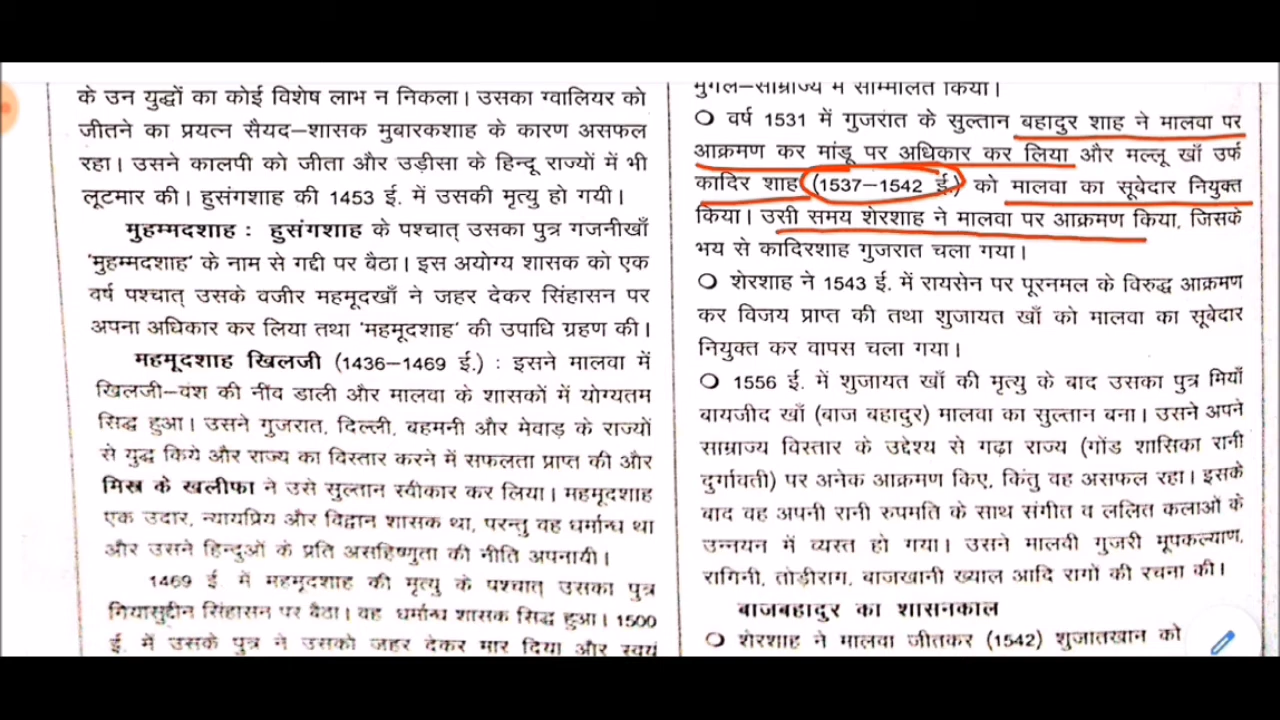 के उन युद्धों का कोई विशेष लाभ न निकला। उसका ग्वालियर को
जीतने का प्रयत्न सैयद–शासक मुबारकशाह के कारण असफल
रहा। उसने कालपी को जीता और उड़ीसा के हिन्दू राज्यों में भी
लूटमार की। हुसंगशाह की 1453 ई. में उसकी मृत्यु हो गयी।
मुहम्मदशाह : हुसंगशाह के पश्चात् उसका पुत्र गजनीखाँ
'मुहम्मदशाह' के नाम से गद्दी पर बैठा। इस अयोग्य शासक को एक
वर्ष पश्चात् उसके वजीर महमूदखाँ ने जहर देकर सिंहासन पर
अपना अधिकार कर लिया तथा 'महमूदशाह' की उपाधि ग्रहण की।
महमूदशाह खिलजी (1436–1469 ई.) : इसने मालवा में
खिलजी–वंश की नींव डाली और मालवा के शासकों में योग्यतम
सिद्ध हुआ। उसने गुजरात, दिल्ली, बहमनी और मेवाड़ के राज्यों
से युद्ध किये और राज्य का विस्तार करने में सफलता प्राप्त की और
मिस्र के खलीफा ने उसे सुल्तान स्वीकार कर लिया। महमूदशाह
एक उदार, न्यायप्रिय और विद्वान शासक था, परन्तु वह धर्मान्ध था
और उसने हिन्दुओं के प्रति असहिष्णुता की नीति अपनायी।
1469 ई में महमूदशाह की मृत्यु के पश्चात् उसका पुत्र
गियासुद्दीन सिंहासन पर बैठा। वह धर्मान्ध शासक सिद्ध हुआ। 1500
ई. में उसके पुत्र ने उसको जहर देकर मार दिया और स्वयं
मुगल–साम्राज्य में सम्मिलित किया।
○ वर्ष 1531 में गुजरात के सुल्तान बहादुर शाह ने मालवा पर
आक्रमण कर मांडू पर अधिकार कर लिया और मल्लू खाँ उर्फ
कादिर शाह (1537–1542 ई.) को मालवा का सूबेदार नियुक्त
किया। उसी समय शेरशाह ने मालवा पर आक्रमण किया, जिसके
भय से कादिरशाह गुजरात चला गया।
○ शेरशाह ने 1543 ई. में रायसेन पर पूरनमल के विरुद्ध आक्रमण
कर विजय प्राप्त की तथा शुजायत खाँ को मालवा का सूबेदार
नियुक्त कर वापस चला गया।
○ 1556 ई. में शुजायत खाँ की मृत्यु के बाद उसका पुत्र मियाँ
बायजीद खाँ (बाज बहादुर) मालवा का सुल्तान बना। उसने अपने
साम्राज्य विस्तार के उद्देश्य से गढ़ा राज्य (गोंड शासिका रानी
दुर्गावती) पर अनेक आक्रमण किए, किंतु वह असफल रहा। इसके
बाद वह अपनी रानी रुपमति के साथ संगीत व ललित कलाओं के
उन्नयन में व्यस्त हो गया। उसने मालवी गुजरी मूपकल्याण,
रागिनी, तोड़ीराग, बाजखानी ख्याल आदि रागों की रचना की।
बाजबहादुर का शासनकाल
○ शेरशाह ने मालवा जीतकर (1542) शुजातखान को